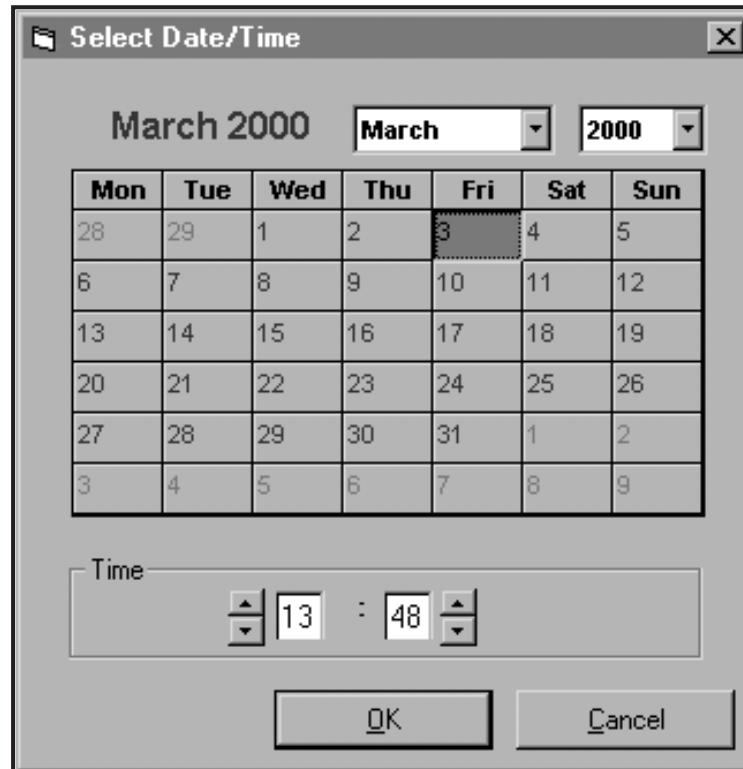 Select Date/Time
March 2000 March 2000
Mon Tue Wed Thu Fri Sat Sun
28 29 1 2 3 4 5
6 7 8 9 10 11 12
13 14 15 16 17 18 19
20 21 22 23 24 25 26
27 28 29 30 31 1 2
3 4 5 6 7 8 9
Time
13 : 48
OK Cancel